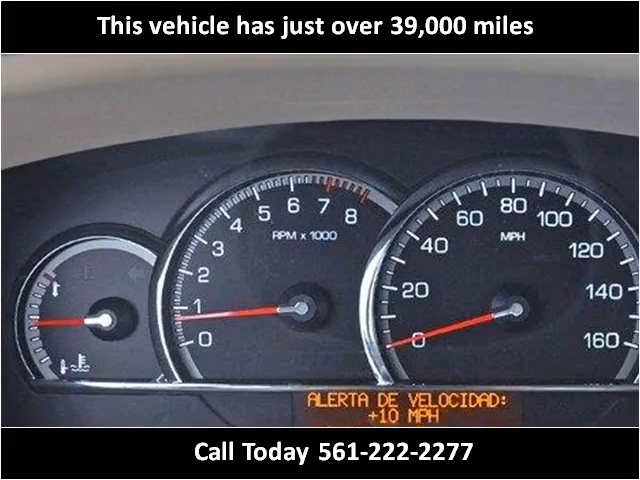 This vehicle has just over 39,000 miles
0 1 2 3 4 5 6 7 8
RPM x 1000
0 20 40 60 80 100 120 140 160
MPH
ALERTA DE VELOCIDAD:
+10 MPH
Call Today 561-222-2277